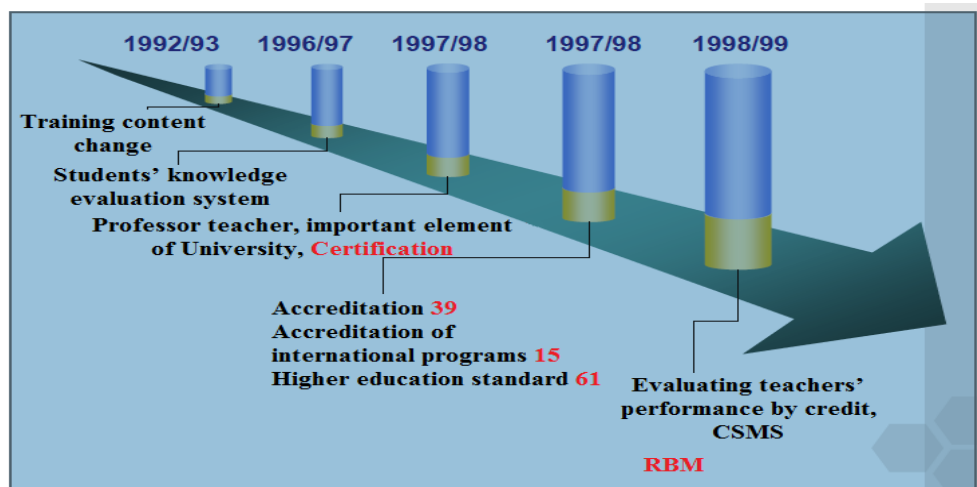 1992/93
1996/97
1997/98
1997/98
1998/99
Training content
change
Students’ knowledge
evaluation system
Professor teacher, important element
of University, Certification
Accreditation 39
Accreditation of
international programs 15
Higher education standard 61
Evaluating teachers’
performance by credit,
CSMS
RBM